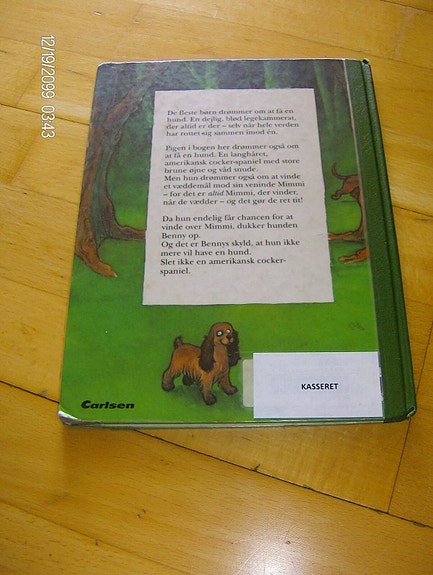 De fleste børn drømmer om at få en
hund. En dejlig, blød legekammerat,
der altid er der – selv når hele verden
har rottet sig sammen imod én.
Pigen i bogen her drømmer også om
at få en hund. En langhåret,
amerikansk cocker-spaniel med store
brune øjne og våd snude.
Men hun drømmer også om at vinde
et væddemål mod sin veninde Mimmi
– for det er altid Mimmi, der vinder,
når de vædder – og det gør de ret tit!
Da hun endelig får chancen for at
vinde over Mimmi, dukker hunden
Benny op.
Og det er Bennys skyld, at hun ikke
mere vil have en hund.
Slet ikke en amerikansk cocker-
spaniel.
KASSERET
Carlsen
12/19/2099 03:43